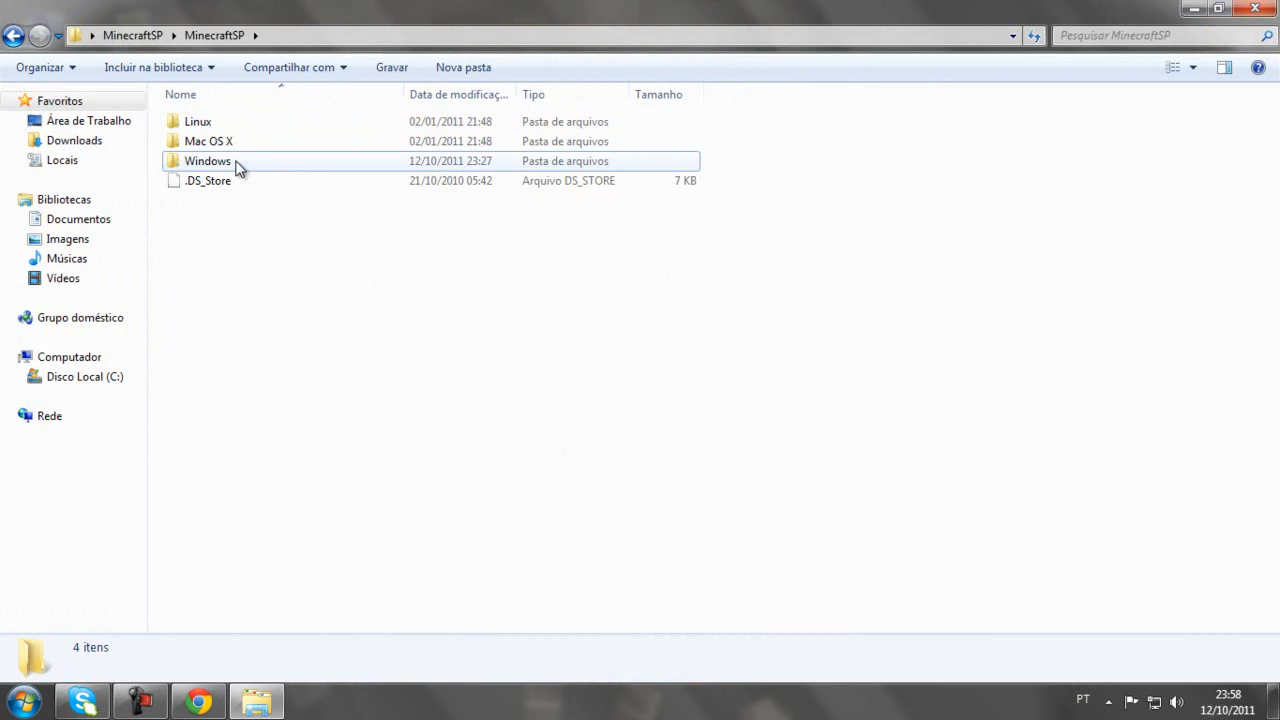 MinecraftSP MinecraftSP
Pesquisar MinecraftSP
Organizar Incluir na biblioteca Compartilhar com Gravar Nova pasta
Nome Data de modificaç... Tipo Tamanho
Linux 02/01/2011 21:48 Pasta de arquivos
Mac OS X 02/01/2011 21:48 Pasta de arquivos
Windows 12/10/2011 23:27 Pasta de arquivos
.DS_Store 21/10/2010 05:42 Arquivo DS_STORE 7 KB
Favoritos
Área de Trabalho
Downloads
Locais
Bibliotecas
Documentos
Imagens
Músicas
Vídeos
Grupo doméstico
Computador
Disco Local (C:)
Rede
4 itens
PT
23:58
12/10/2011